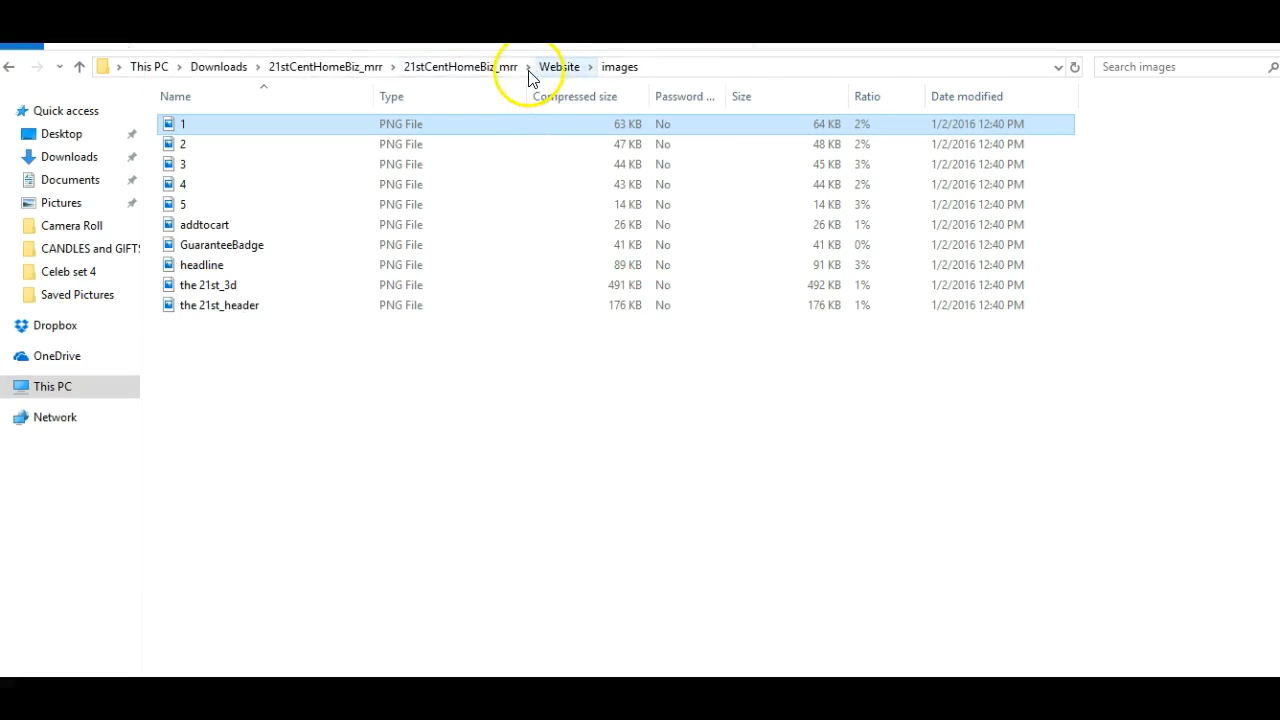 This PC > Downloads > 21stCentHomeBiz_mrr > 21stCentHomeBiz_mrr > Website > images
Search images
Name Type Compressed size Password ... Size Ratio Date modified
Quick access
Desktop
Downloads
Documents
Pictures
Camera Roll
CANDLES and GIFTS
Celeb set 4
Saved Pictures
Dropbox
OneDrive
This PC
Network
1 PNG File 63 KB No 64 KB 2% 1/2/2016 12:40 PM
2 PNG File 47 KB No 48 KB 2% 1/2/2016 12:40 PM
3 PNG File 44 KB No 45 KB 3% 1/2/2016 12:40 PM
4 PNG File 43 KB No 44 KB 2% 1/2/2016 12:40 PM
5 PNG File 14 KB No 14 KB 3% 1/2/2016 12:40 PM
addtocart PNG File 26 KB No 26 KB 1% 1/2/2016 12:40 PM
GuaranteeBadge PNG File 41 KB No 41 KB 0% 1/2/2016 12:40 PM
headline PNG File 89 KB No 91 KB 3% 1/2/2016 12:40 PM
the 21st_3d PNG File 491 KB No 492 KB 1% 1/2/2016 12:40 PM
the 21st_header PNG File 176 KB No 176 KB 1% 1/2/2016 12:40 PM